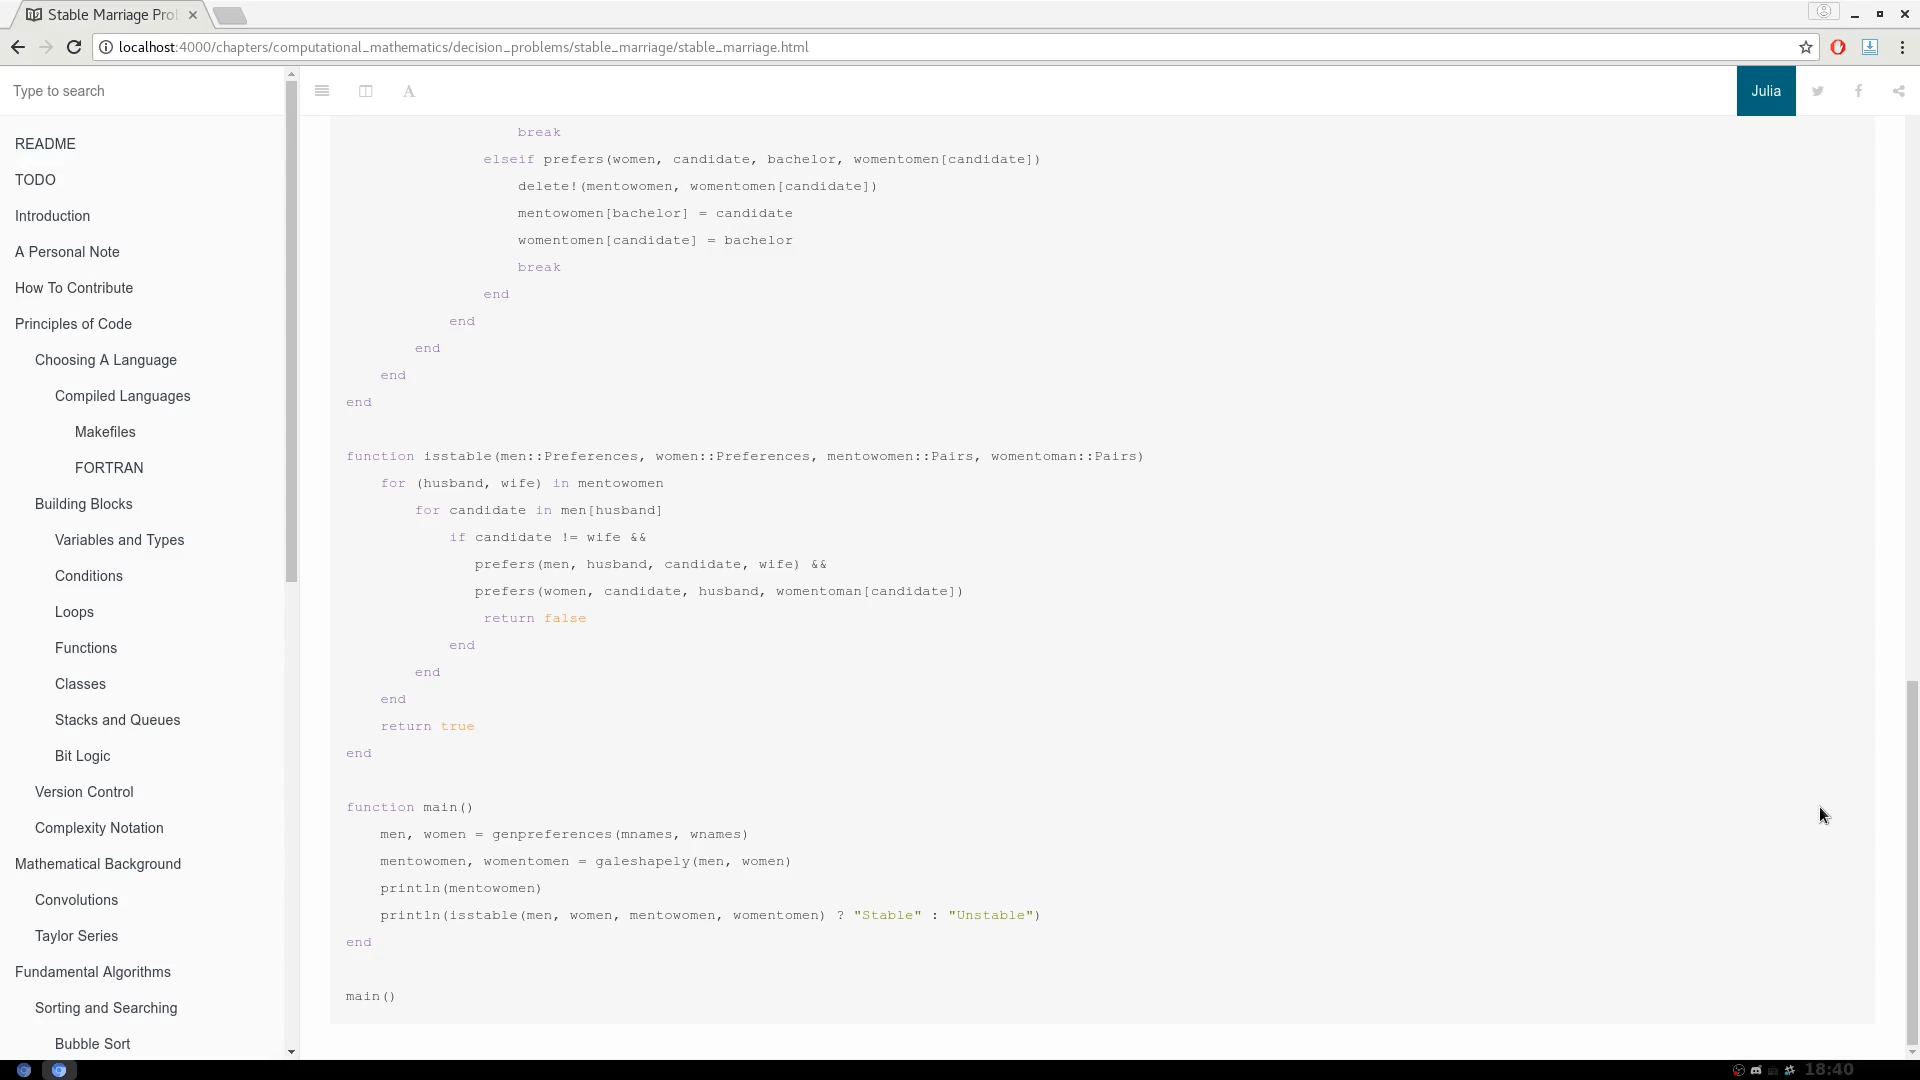 Stable Marriage Pro
localhost:4000/chapters/computational_mathematics/decision_problems/stable_marriage/stable_marriage.html
Type to search
A
Julia
README
TODO
Introduction
A Personal Note
How To Contribute
Principles of Code
Choosing A Language
Compiled Languages
Makefiles
FORTRAN
Building Blocks
Variables and Types
Conditions
Loops
Functions
Classes
Stacks and Queues
Bit Logic
Version Control
Complexity Notation
Mathematical Background
Convolutions
Taylor Series
Fundamental Algorithms
Sorting and Searching
Bubble Sort
break
elseif prefers(women, candidate, bachelor, womentomen[candidate])
delete!(mentowomen, womentomen[candidate])
mentowomen[bachelor] = candidate
womentomen[candidate] = bachelor
break
end
end
end
end
end
function isstable(men::Preferences, women::Preferences, mentowomen::Pairs, womentoman::Pairs)
for (husband, wife) in mentowomen
for candidate in men[husband]
if candidate != wife &&
prefers(men, husband, candidate, wife) &&
prefers(women, candidate, husband, womentoman[candidate])
return false
end
end
end
return true
end
function main()
men, women = genpreferences(mnames, wnames)
mentowomen, womentomen = galeshapely(men, women)
println(mentowomen)
println(isstable(men, women, mentowomen, womentomen) ? "Stable" : "Unstable")
end
main()
18:40